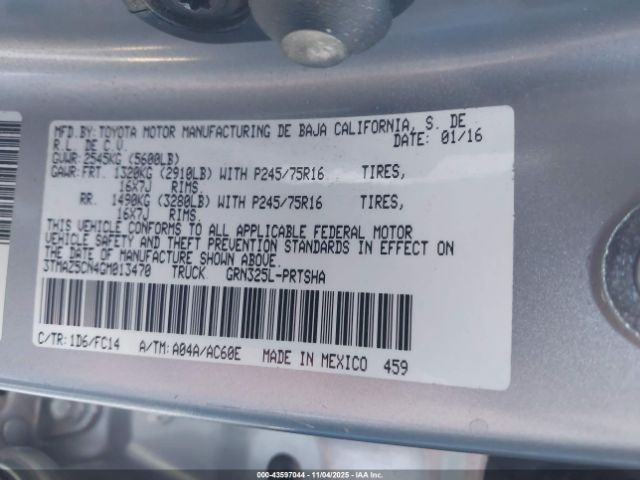 MFD.BY:TOYOTA MOTOR MANUFACTURING DE BAJA CALIFORNIA, S. DE
R.L. DE C.V. DATE: 01/16
GVWR:2545KG (5600LB)
GAWR:FRT. 1320KG (2910LB) WITH P245/75R16 TIRES,
16X7J RIMS.
RR. 1490KG (3280LB) WITH P245/75R16 TIRES,
16X7J RIMS.
THIS VEHICLE CONFORMS TO ALL APPLICABLE FEDERAL MOTOR
VEHICLE SAFETY AND THEFT PREVENTION STANDARDS IN EFFECT ON
THE DATE OF MANUFACTURE SHOWN ABOVE.
3TMAZ5CN4GM013470 TRUCK GRN325L-PRTSHA
C/TR:1D6/FC14 A/TM:A04A/AC60E MADE IN MEXICO 459
000-43597044 - 11/04/2025 - IAAI.CA